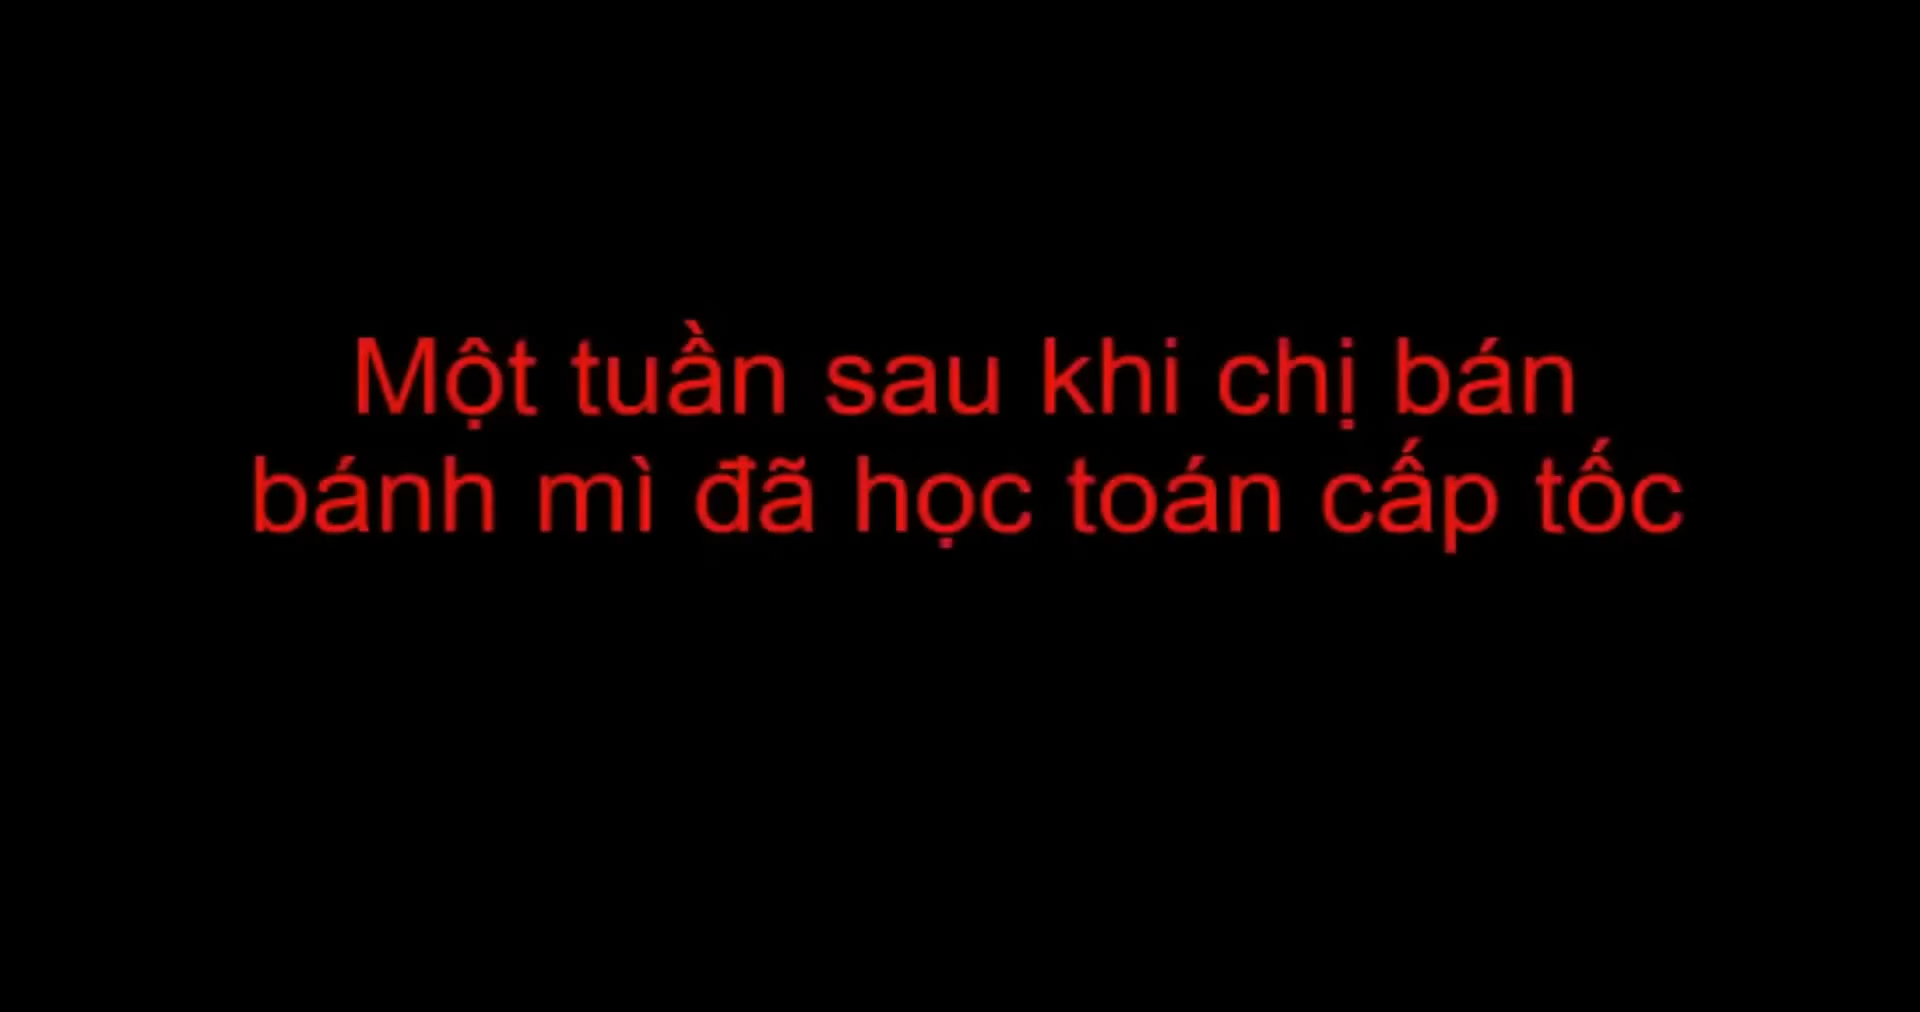 Một tuần sau khi chị bán
bánh mì đã học toán cấp tốc